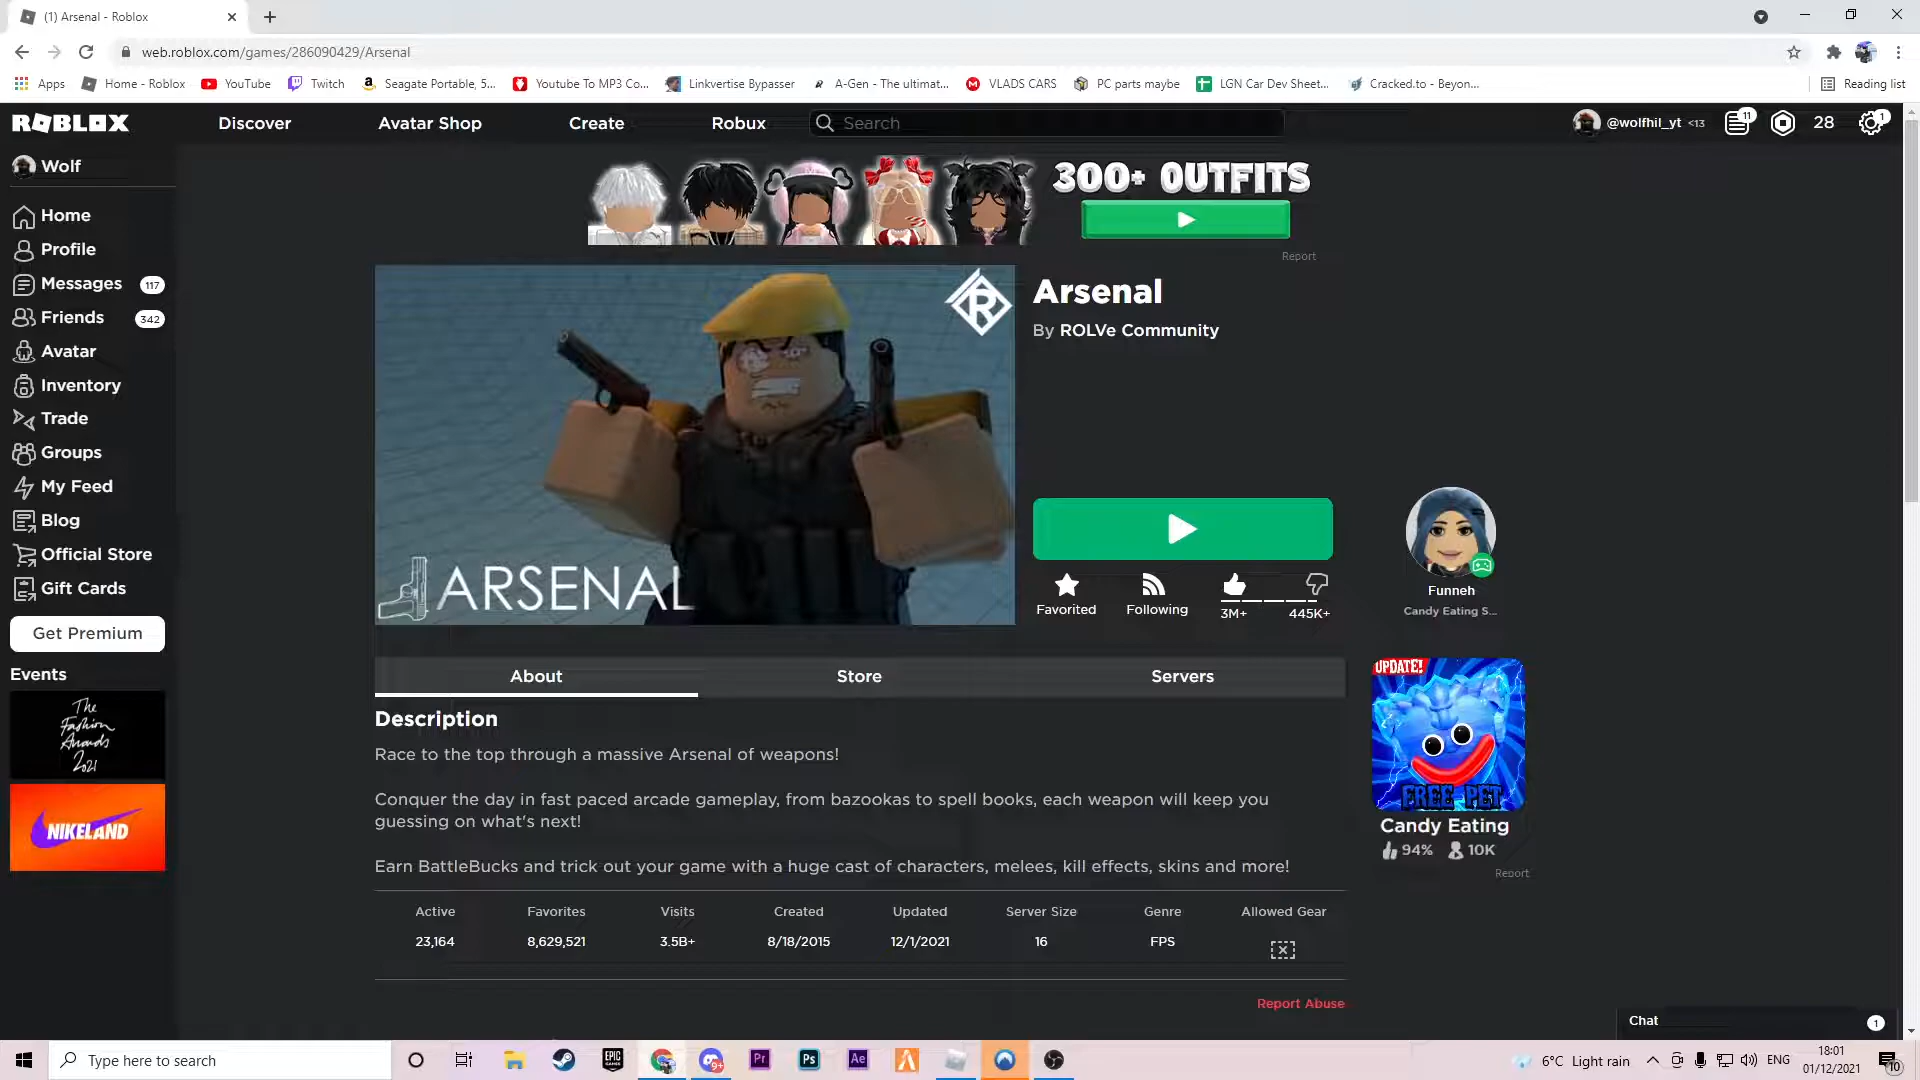 (1) Arsenal - Roblox
web.roblox.com/games/286090429/Arsenal
Apps Home - Roblox YouTube Twitch Seagate Portable, 5... Youtube To MP3 Co... Linkvertise Bypasser A-Gen - The ultimat... VLADS CARS PC parts maybe LGN Car Dev Sheet... Cracked.to - Beyon... Reading list
ROBLOX Discover Avatar Shop Create Robux Search @wolfhil_yt <13 11 28 1
Wolf
300+ OUTFITS
Report
Home
Profile
Messages 117
Friends 342
Avatar
Inventory
Trade
Groups
My Feed
Blog
Official Store
Gift Cards
Get Premium
Events
The
Fashion
Awards
2021
NIKELAND
ARSENAL
Arsenal
By ROLVe Community
Favorited Following 3M+ 445K+
Funneh
Candy Eating S...
About Store Servers
Description
Race to the top through a massive Arsenal of weapons!
Conquer the day in fast paced arcade gameplay, from bazookas to spell books, each weapon will keep you
guessing on what's next!
Earn BattleBucks and trick out your game with a huge cast of characters, melees, kill effects, skins and more!
Active Favorites Visits Created Updated Server Size Genre Allowed Gear
23,164 8,629,521 3.5B+ 8/18/2015 12/1/2021 16 FPS
Report Abuse
UPDATE!
FREE PET
Candy Eating
94% 10K
Report
Chat 1
Type here to search
EPIC GAMES 9+ Pr Ps Ae
6°C Light rain ENG
18:01
01/12/2021
10